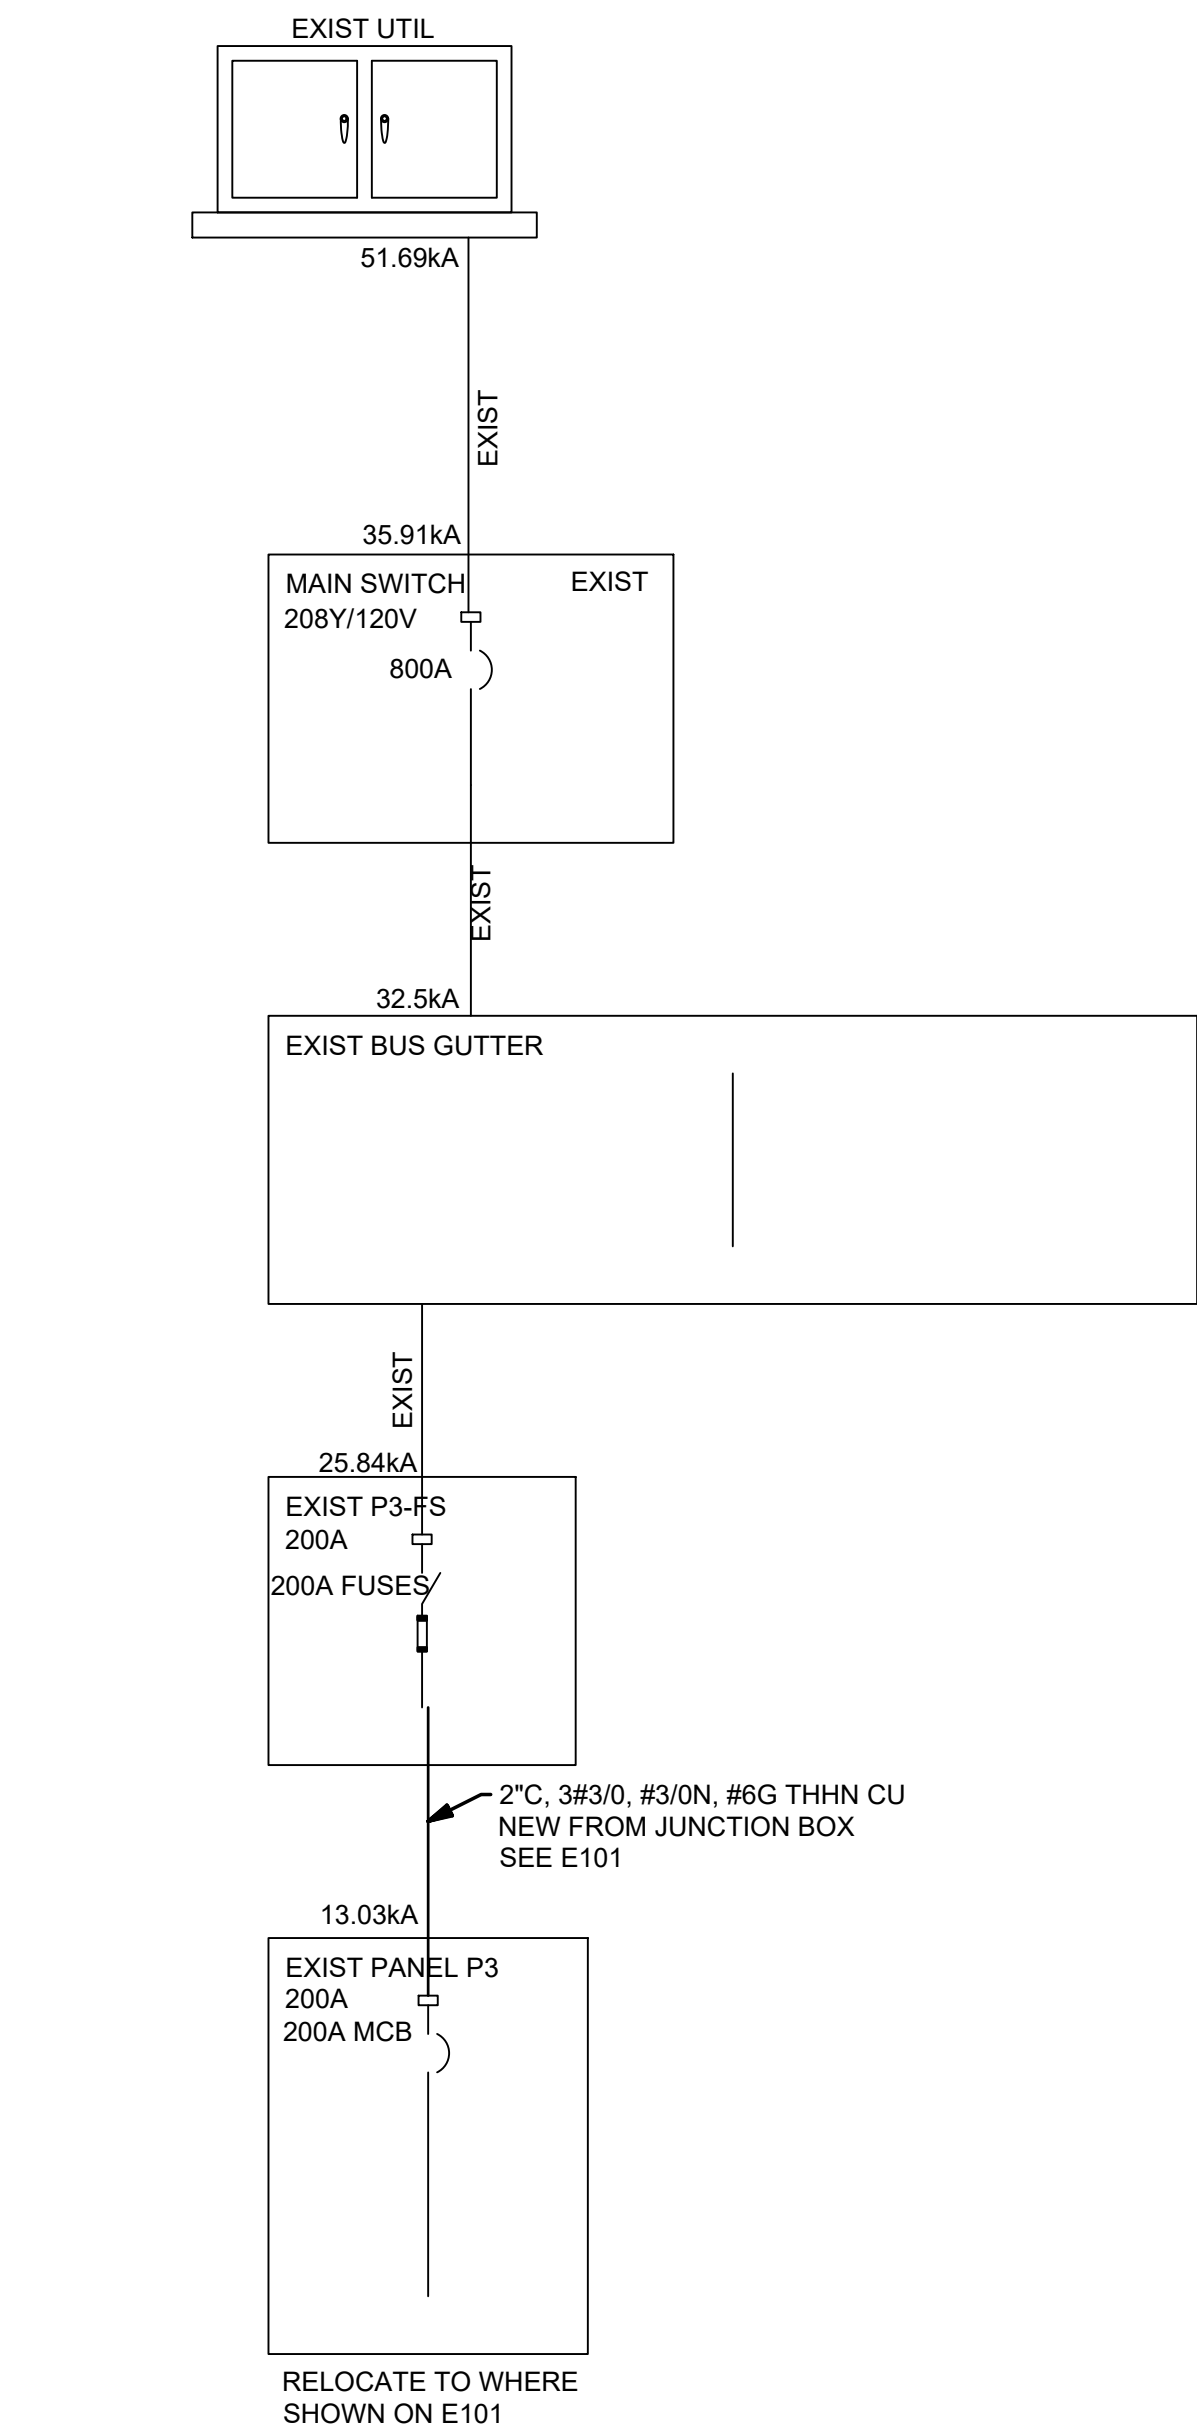 EXIST UTIL
51.69kA
EXIST
35.91kA
MAIN SWITCH
EXIST
208Y/120V
800A
EXIST
32.5kA
EXIST BUS GUTTER
EXIST
25.84kA
EXIST P3-FS
200A
200A FUSES
2"C, 3#3/0, #3/0N, #6G THHN CU
NEW FROM JUNCTION BOX
SEE E101
13.03kA
EXIST PANEL P3
200A
200A MCB
RELOCATE TO WHERE
SHOWN ON E101